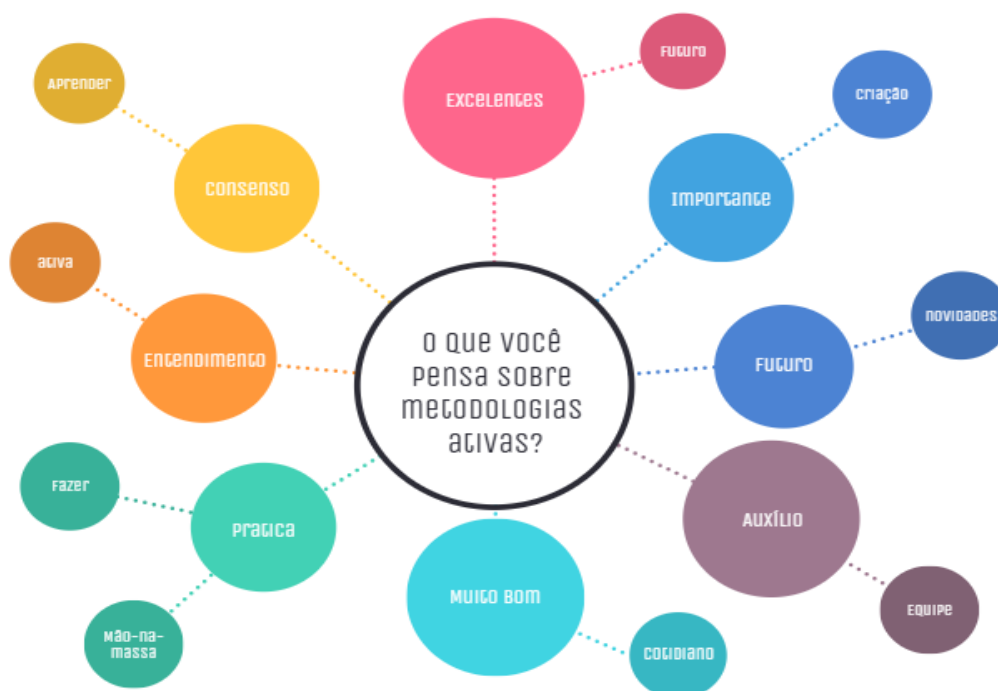 Futuro
Excelentes
Aprender
Criação
Consenso
Importante
ativa
Entendimento
O que você
pensa sobre
metodologias
ativas?
Futuro
novidades
Fazer
Pratica
Mão-na-
massa
Muito bom
Cotidiano
Auxílio
Equipe